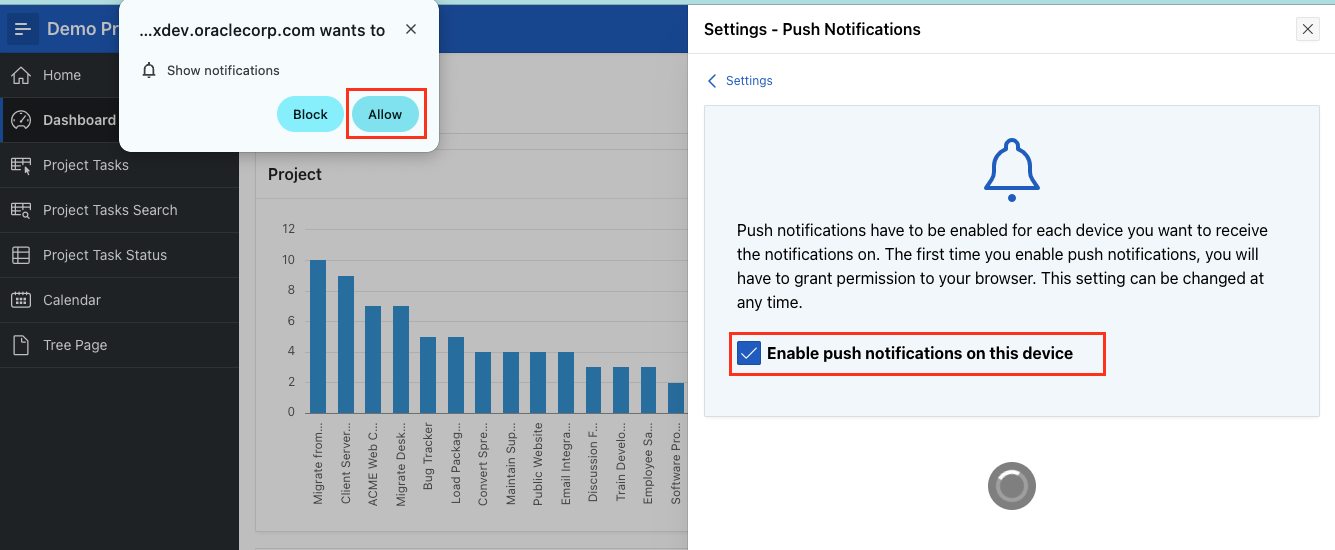 Demo Pr
...xdev.oraclecorp.com wants to
Show notifications
Block
Allow
Home
Dashboard
Project Tasks
Project Tasks Search
Project Task Status
Calendar
Tree Page
Project
12
10
8
6
4
2
0
Migrate from...
Client Server...
ACME Web C...
Migrate Desk...
Bug Tracker
Load Packag...
Convert Spre...
Maintain Sup...
Public Website
Email Integra...
Discussion F...
Train Develo...
Employee Sa...
Software Pro...
Settings - Push Notifications
Settings
Push notifications have to be enabled for each device you want to receive
the notifications on. The first time you enable push notifications, you will
have to grant permission to your browser. This setting can be changed at
any time.
Enable push notifications on this device